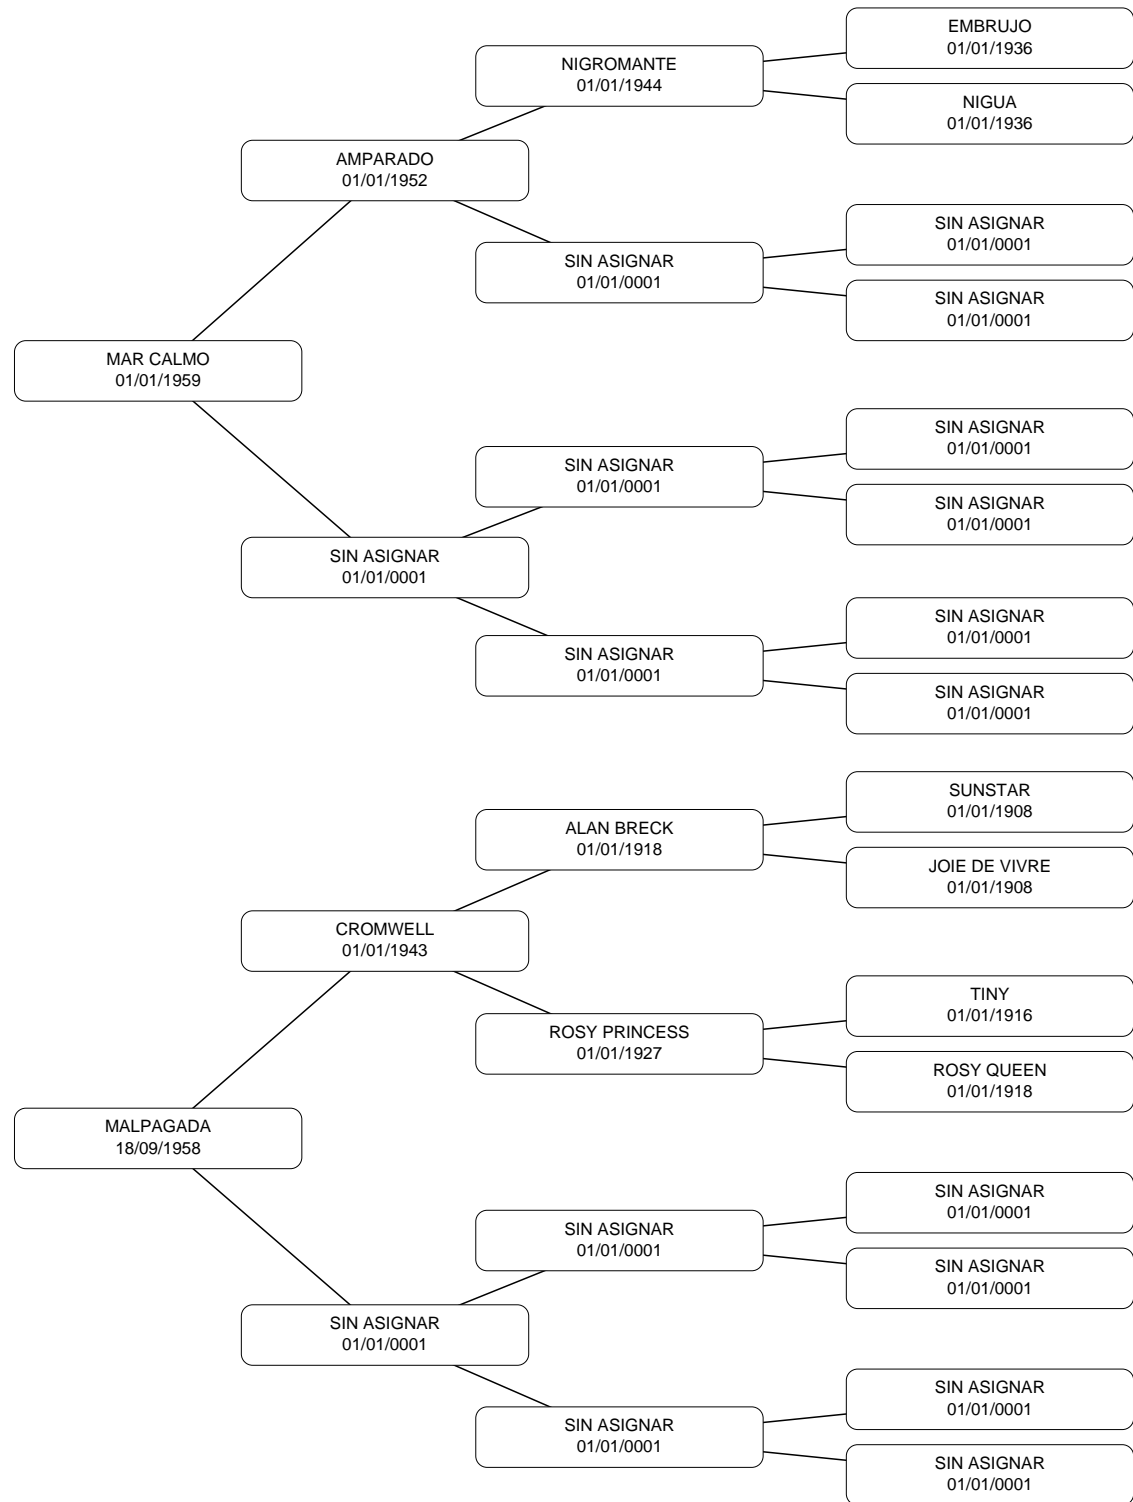 EMBRUJO
01/01/1936
NIGROMANTE
01/01/1944
NIGUA
01/01/1936
AMPARADO
01/01/1952
SIN ASIGNAR
01/01/0001
SIN ASIGNAR
01/01/0001
SIN ASIGNAR
01/01/0001
MAR CALMO
01/01/1959
SIN ASIGNAR
01/01/0001
SIN ASIGNAR
01/01/0001
SIN ASIGNAR
01/01/0001
SIN ASIGNAR
01/01/0001
SIN ASIGNAR
01/01/0001
SIN ASIGNAR
01/01/0001
SIN ASIGNAR
01/01/0001
SUNSTAR
01/01/1908
ALAN BRECK
01/01/1918
JOIE DE VIVRE
01/01/1908
CROMWELL
01/01/1943
TINY
01/01/1916
ROSY PRINCESS
01/01/1927
ROSY QUEEN
01/01/1918
MALPAGADA
18/09/1958
SIN ASIGNAR
01/01/0001
SIN ASIGNAR
01/01/0001
SIN ASIGNAR
01/01/0001
SIN ASIGNAR
01/01/0001
SIN ASIGNAR
01/01/0001
SIN ASIGNAR
01/01/0001
SIN ASIGNAR
01/01/0001